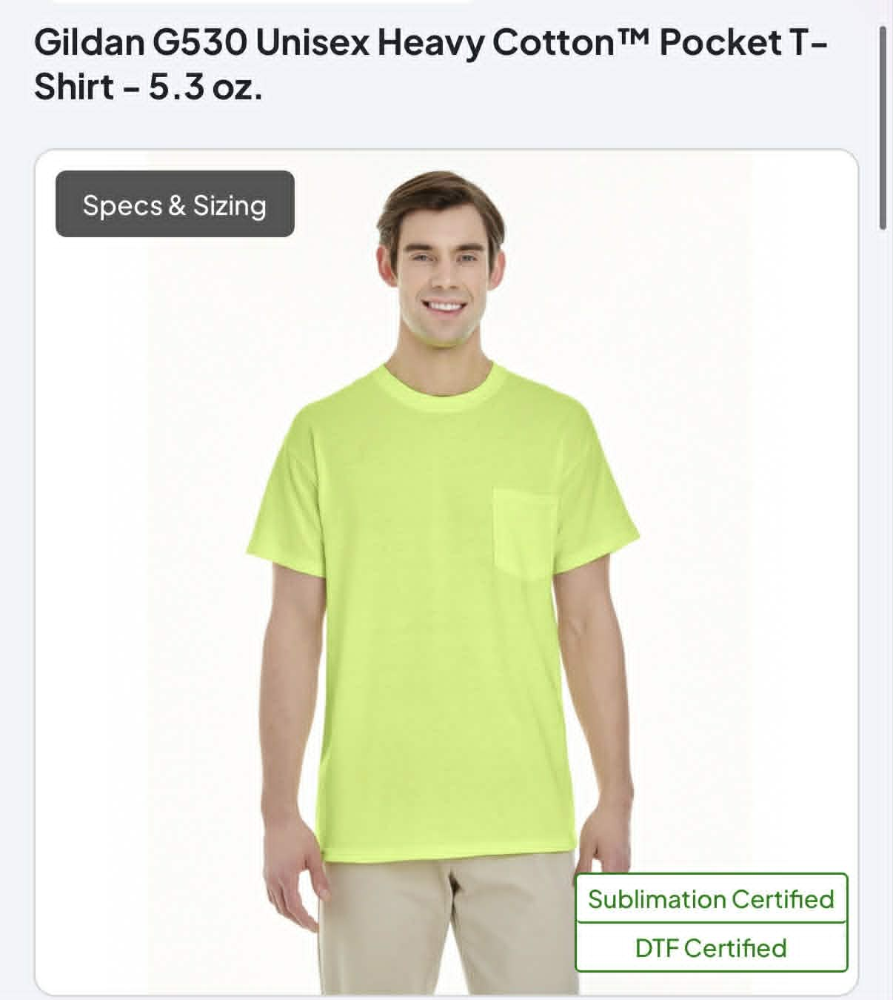 Gildan G530 Unisex Heavy Cotton™ Pocket T-
Shirt - 5.3 oz.
Specs & Sizing
Sublimation Certified
DTF Certified